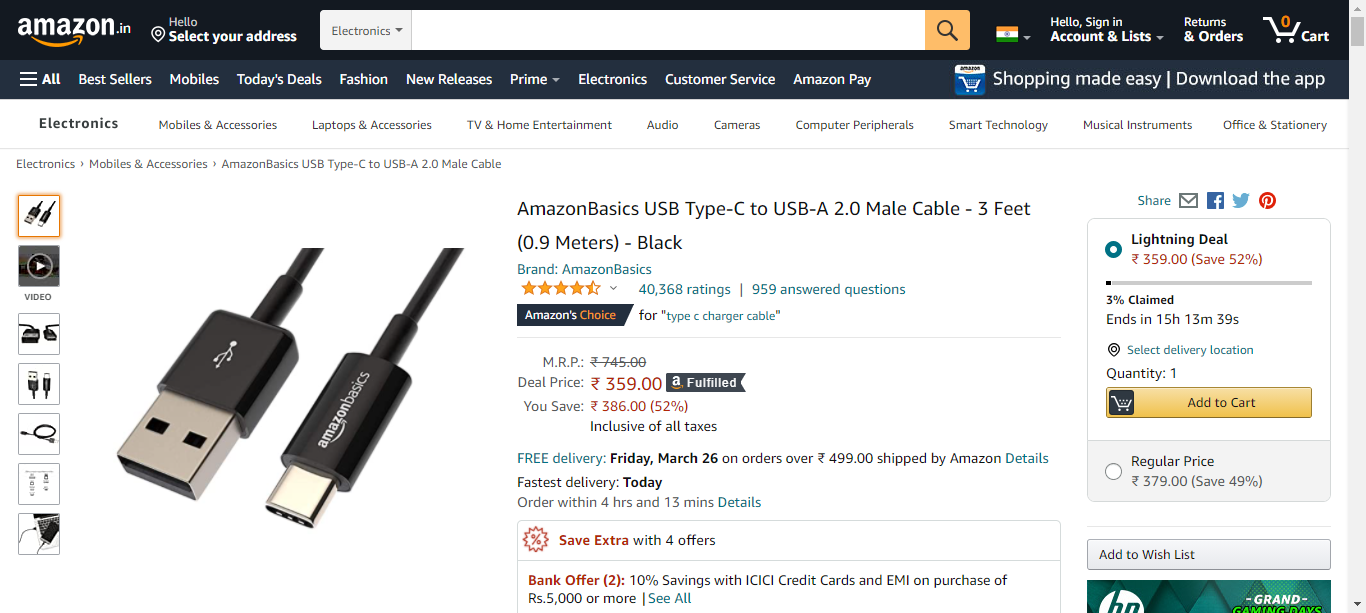 amazon.in
Hello
Select your address
Electronics
Hello, Sign in
Account & Lists
Returns
& Orders
0
Cart
All
Best Sellers
Mobiles
Today's Deals
Fashion
New Releases
Prime
Electronics
Customer Service
Amazon Pay
amazon
Shopping made easy | Download the app
Electronics
Mobiles & Accessories
Laptops & Accessories
TV & Home Entertainment
Audio
Cameras
Computer Peripherals
Smart Technology
Musical Instruments
Office & Stationery
Electronics › Mobiles & Accessories › AmazonBasics USB Type-C to USB-A 2.0 Male Cable
VIDEO
amazonbasics
AmazonBasics USB Type-C to USB-A 2.0 Male Cable - 3 Feet
(0.9 Meters) - Black
Brand: AmazonBasics
40,368 ratings | 959 answered questions
Amazon's Choice for "type c charger cable"
M.R.P.: ₹ 745.00
Deal Price: ₹ 359.00 a Fulfilled
You Save: ₹ 386.00 (52%)
Inclusive of all taxes
FREE delivery: Friday, March 26 on orders over ₹ 499.00 shipped by Amazon Details
Fastest delivery: Today
Order within 4 hrs and 13 mins Details
% Save Extra with 4 offers
Bank Offer (2): 10% Savings with ICICI Credit Cards and EMI on purchase of
Rs.5,000 or more | See All
Share
Lightning Deal
₹ 359.00 (Save 52%)
3% Claimed
Ends in 15h 13m 39s
Select delivery location
Quantity: 1
Add to Cart
Regular Price
₹ 379.00 (Save 49%)
Add to Wish List
hp
-GRAND-
GAMING DAYS